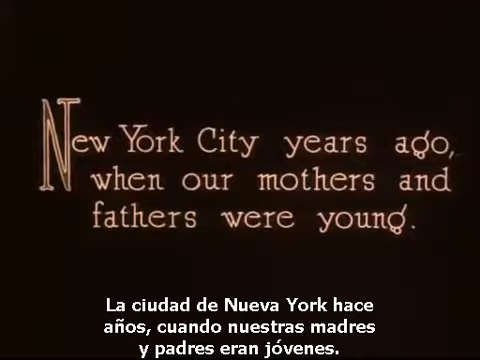 New York City years ago,
when our mothers and
fathers were young.
La ciudad de Nueva York hace
años, cuando nuestras madres
y padres eran jóvenes.